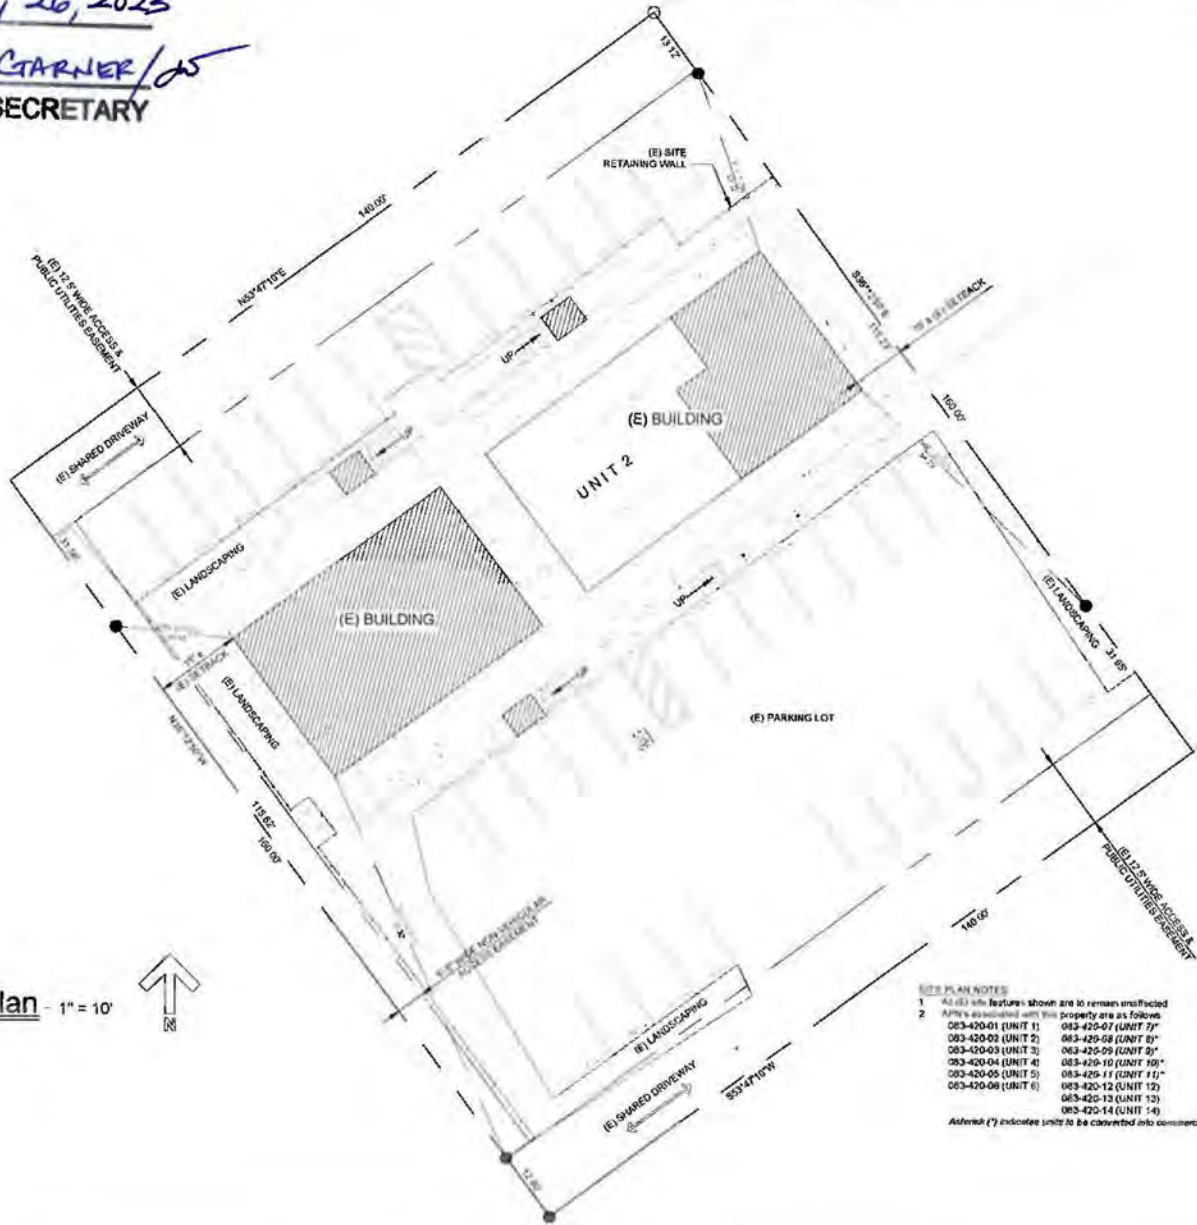 26, 2023
GARNER/
SECRETARY
13.12'
(E) SITE
RETAINING WALL
140.00'
N53°47'10"E
(E) 12.5' WIDE ACCESS &
PUBLIC UTILITIES EASEMENT
(E) SHARED DRIVEWAY
UP
UP
(E) BUILDING
UNIT 2
160.00'
(E) LANDSCAPING
(E) BUILDING
(E) SETBACK
(E) LANDSCAPING
UP
UP
(E) LANDSCAPING
31.65'
(E) PARKING LOT
115.62'
160.00'
(E) 12.5' WIDE ACCESS &
PUBLIC UTILITIES EASEMENT
140.00'
lan - 1" = 10'
N
(E) LANDSCAPING
(E) SHARED DRIVEWAY
S53°47'10"W
SITE PLAN NOTES
1 All (E) site features shown are to remain unaffected
2 APN's associated with this property are as follows
083-420-01 (UNIT 1) 083-420-07 (UNIT 7)*
083-420-02 (UNIT 2) 083-420-08 (UNIT 8)*
083-420-03 (UNIT 3) 083-420-09 (UNIT 9)*
083-420-04 (UNIT 4) 083-420-10 (UNIT 10)*
083-420-05 (UNIT 5) 083-420-11 (UNIT 11)*
083-420-06 (UNIT 6) 083-420-12 (UNIT 12)
083-420-13 (UNIT 13)
083-420-14 (UNIT 14)
Asterisk (*) indicates units to be converted into commerc